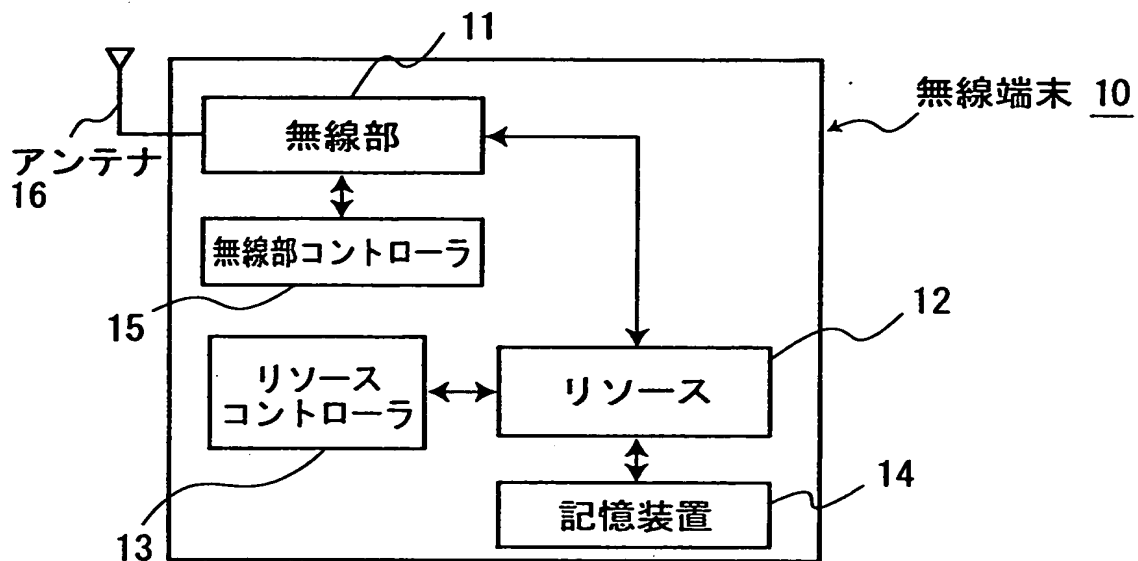 11
無線端末 10
無線部
アンテナ
16
無線部コントローラ
15
12
リソース
コントローラ
リソース
14
記憶装置
13